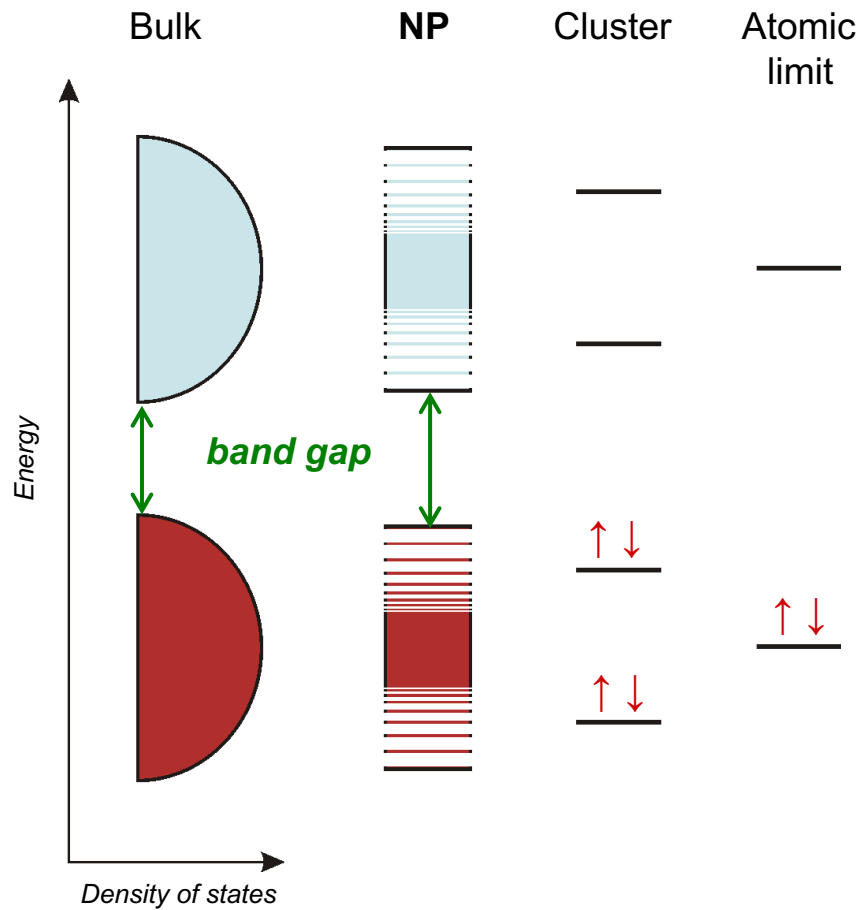 Bulk
NP
Cluster
Atomic
limit
Energy
band gap
↑↓
↑↓
↑↓
Density of states